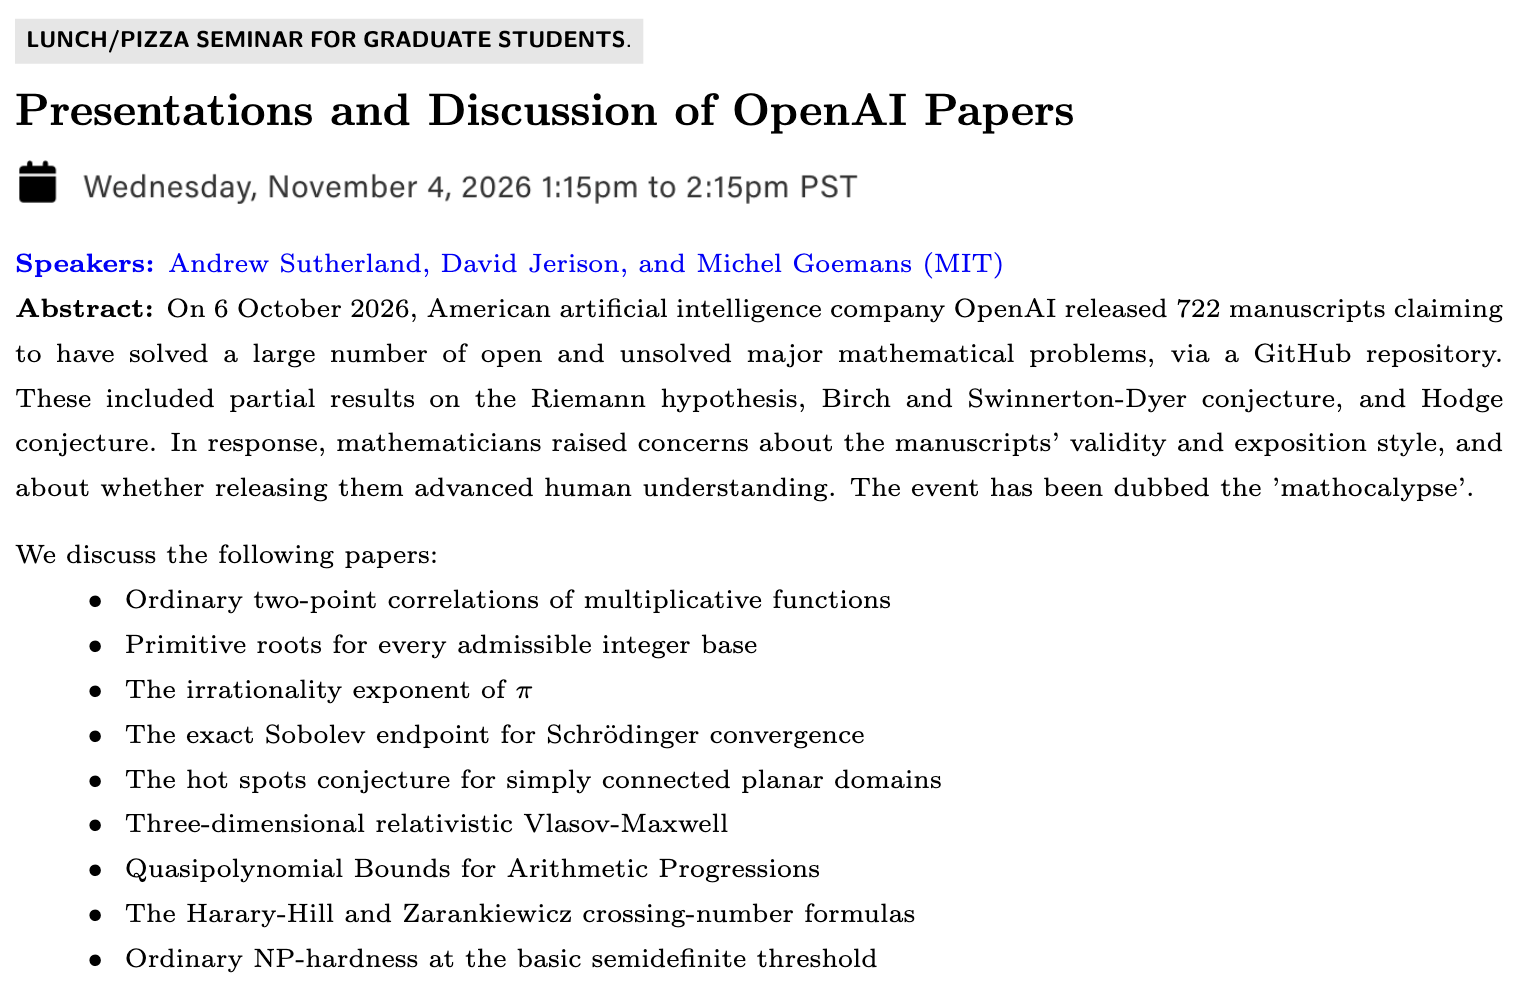 LUNCH/PIZZA SEMINAR FOR GRADUATE STUDENTS.
Presentations and Discussion of OpenAI Papers
Wednesday, November 4, 2026 1:15pm to 2:15pm PST
Speakers: Andrew Sutherland, David Jerison, and Michel Goemans (MIT)
Abstract: On 6 October 2026, American artificial intelligence company OpenAI released 722 manuscripts claiming
to have solved a large number of open and unsolved major mathematical problems, via a GitHub repository.
These included partial results on the Riemann hypothesis, Birch and Swinnerton-Dyer conjecture, and Hodge
conjecture. In response, mathematicians raised concerns about the manuscripts' validity and exposition style, and
about whether releasing them advanced human understanding. The event has been dubbed the 'mathocalypse'.
We discuss the following papers:
• Ordinary two-point correlations of multiplicative functions
• Primitive roots for every admissible integer base
• The irrationality exponent of π
• The exact Sobolev endpoint for Schrödinger convergence
• The hot spots conjecture for simply connected planar domains
• Three-dimensional relativistic Vlasov-Maxwell
• Quasipolynomial Bounds for Arithmetic Progressions
• The Harary-Hill and Zarankiewicz crossing-number formulas
• Ordinary NP-hardness at the basic semidefinite threshold